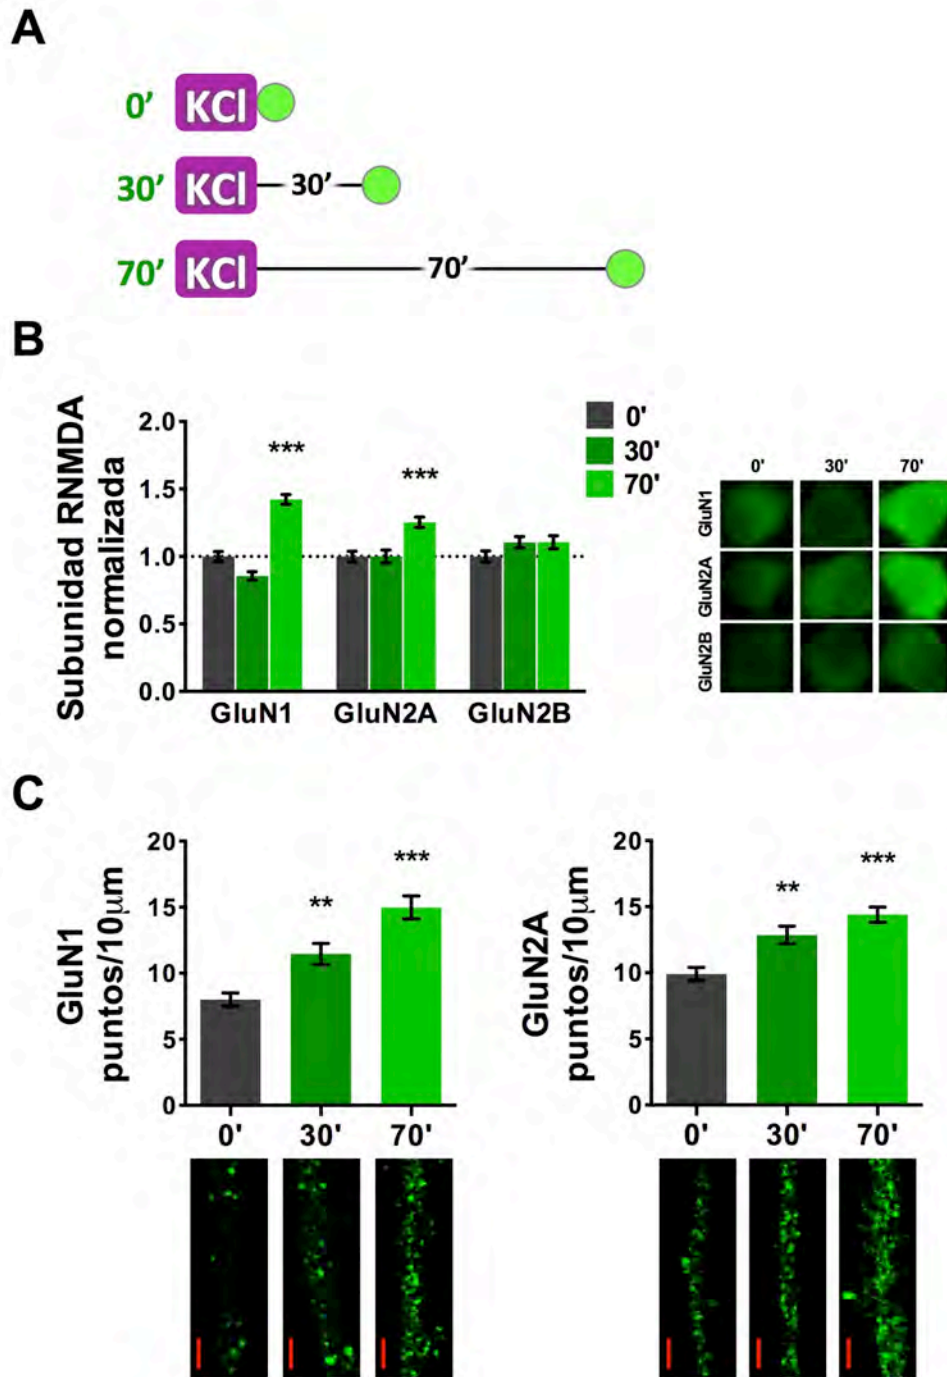 A
0' KCl
30' KCl 30'
70' KCl 70'
B
Subunidad RNMDA
normalizada
2.0
1.5
1.0
0.5
0.0
***
***
GluN1 GluN2A GluN2B
0'
30'
70'
0' 30' 70'
GluN1
GluN2A
GluN2B
C
GluN1
puntos/10µm
20
15
10
5
0
**
***
0' 30' 70'
GluN2A
puntos/10µm
20
15
10
5
0
**
***
0' 30' 70'